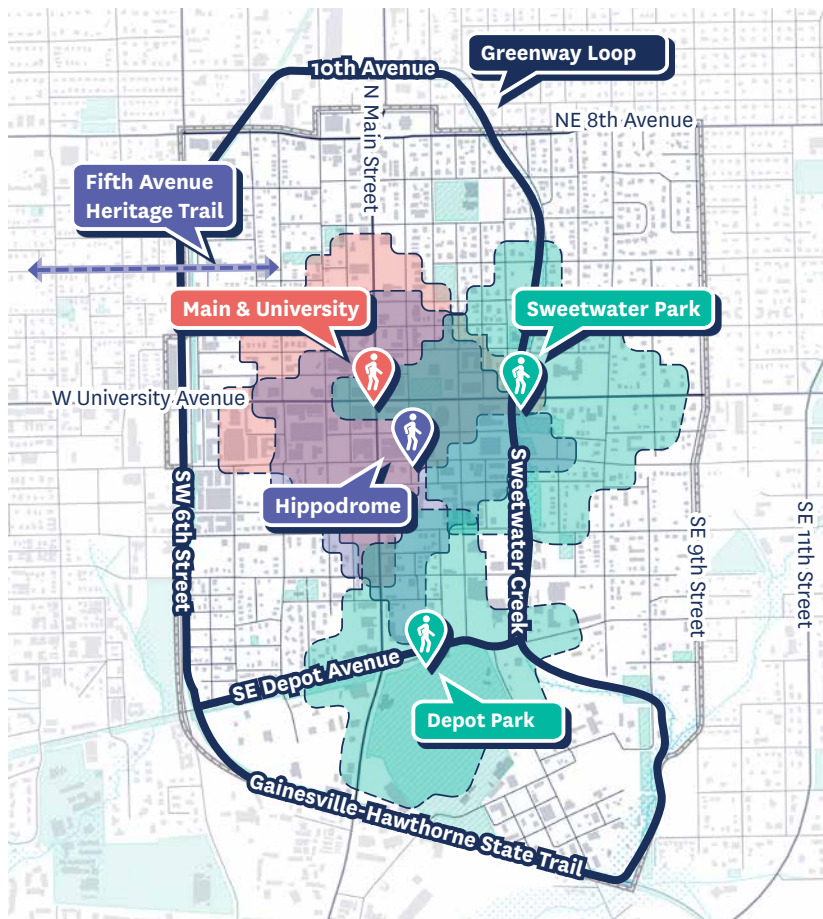 Greenway Loop
10th Avenue
N Main Street
NE 8th Avenue
Fifth Avenue
Heritage Trail
Main & University
Sweetwater Park
W University Avenue
Hippodrome
SW 6th Street
Sweetwater Creek
SE 9th Street
SE 11th Street
SE Depot Avenue
Depot Park
Gainesville-Hawthorne State Trail